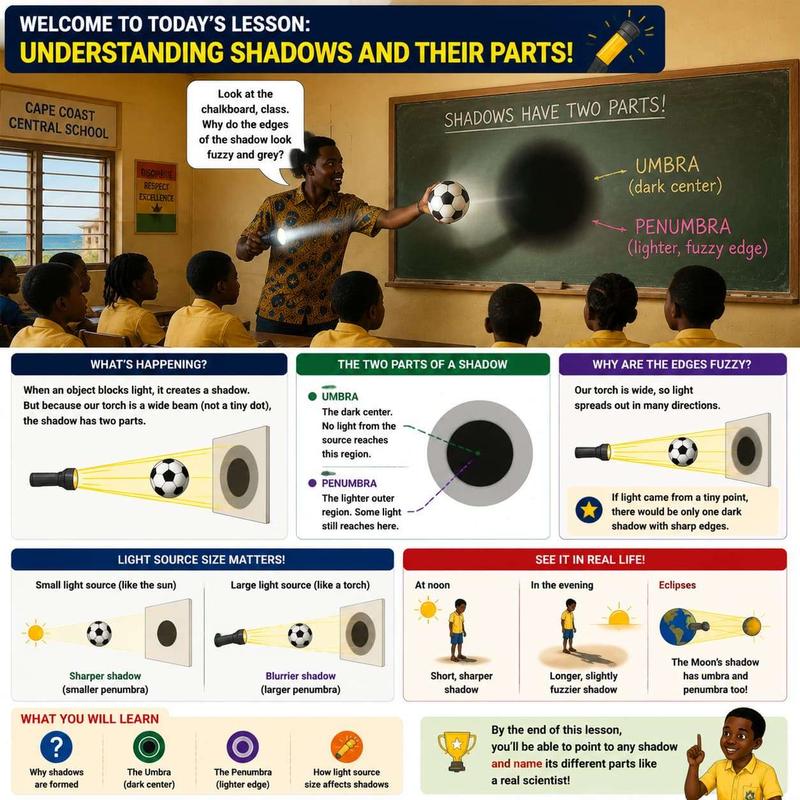 WELCOME TO TODAY'S LESSON:
UNDERSTANDING SHADOWS AND THEIR PARTS!
CAPE COAST
CENTRAL SCHOOL
Look at the
chalkboard, class.
Why do the edges
of the shadow look
fuzzy and grey?
DISCIPLINE
RESPECT
EXCELLENCE
SHADOWS HAVE TWO PARTS!
UMBRA
(dark center)
PENUMBRA
(lighter, fuzzy edge)
WHAT'S HAPPENING?
When an object blocks light, it creates a shadow.
But because our torch is a wide beam (not a tiny dot),
the shadow has two parts.
THE TWO PARTS OF A SHADOW
UMBRA
The dark center.
No light from the
source reaches
this region.
PENUMBRA
The lighter outer
region. Some light
still reaches here.
WHY ARE THE EDGES FUZZY?
Our torch is wide, so light
spreads out in many directions.
If light came from a tiny point,
there would be only one dark
shadow with sharp edges.
LIGHT SOURCE SIZE MATTERS!
Small light source (like the sun)
Sharper shadow
(smaller penumbra)
Large light source (like a torch)
Blurrier shadow
(larger penumbra)
SEE IT IN REAL LIFE!
At noon
Short, sharper
shadow
In the evening
Longer, slightly
fuzzier shadow
Eclipses
The Moon's shadow
has umbra and
penumbra too!
WHAT YOU WILL LEARN
?
Why shadows
are formed
The Umbra
(dark center)
The Penumbra
(lighter edge)
How light source
size affects shadows
By the end of this lesson,
you'll be able to point to any shadow
and name its different parts like
a real scientist!